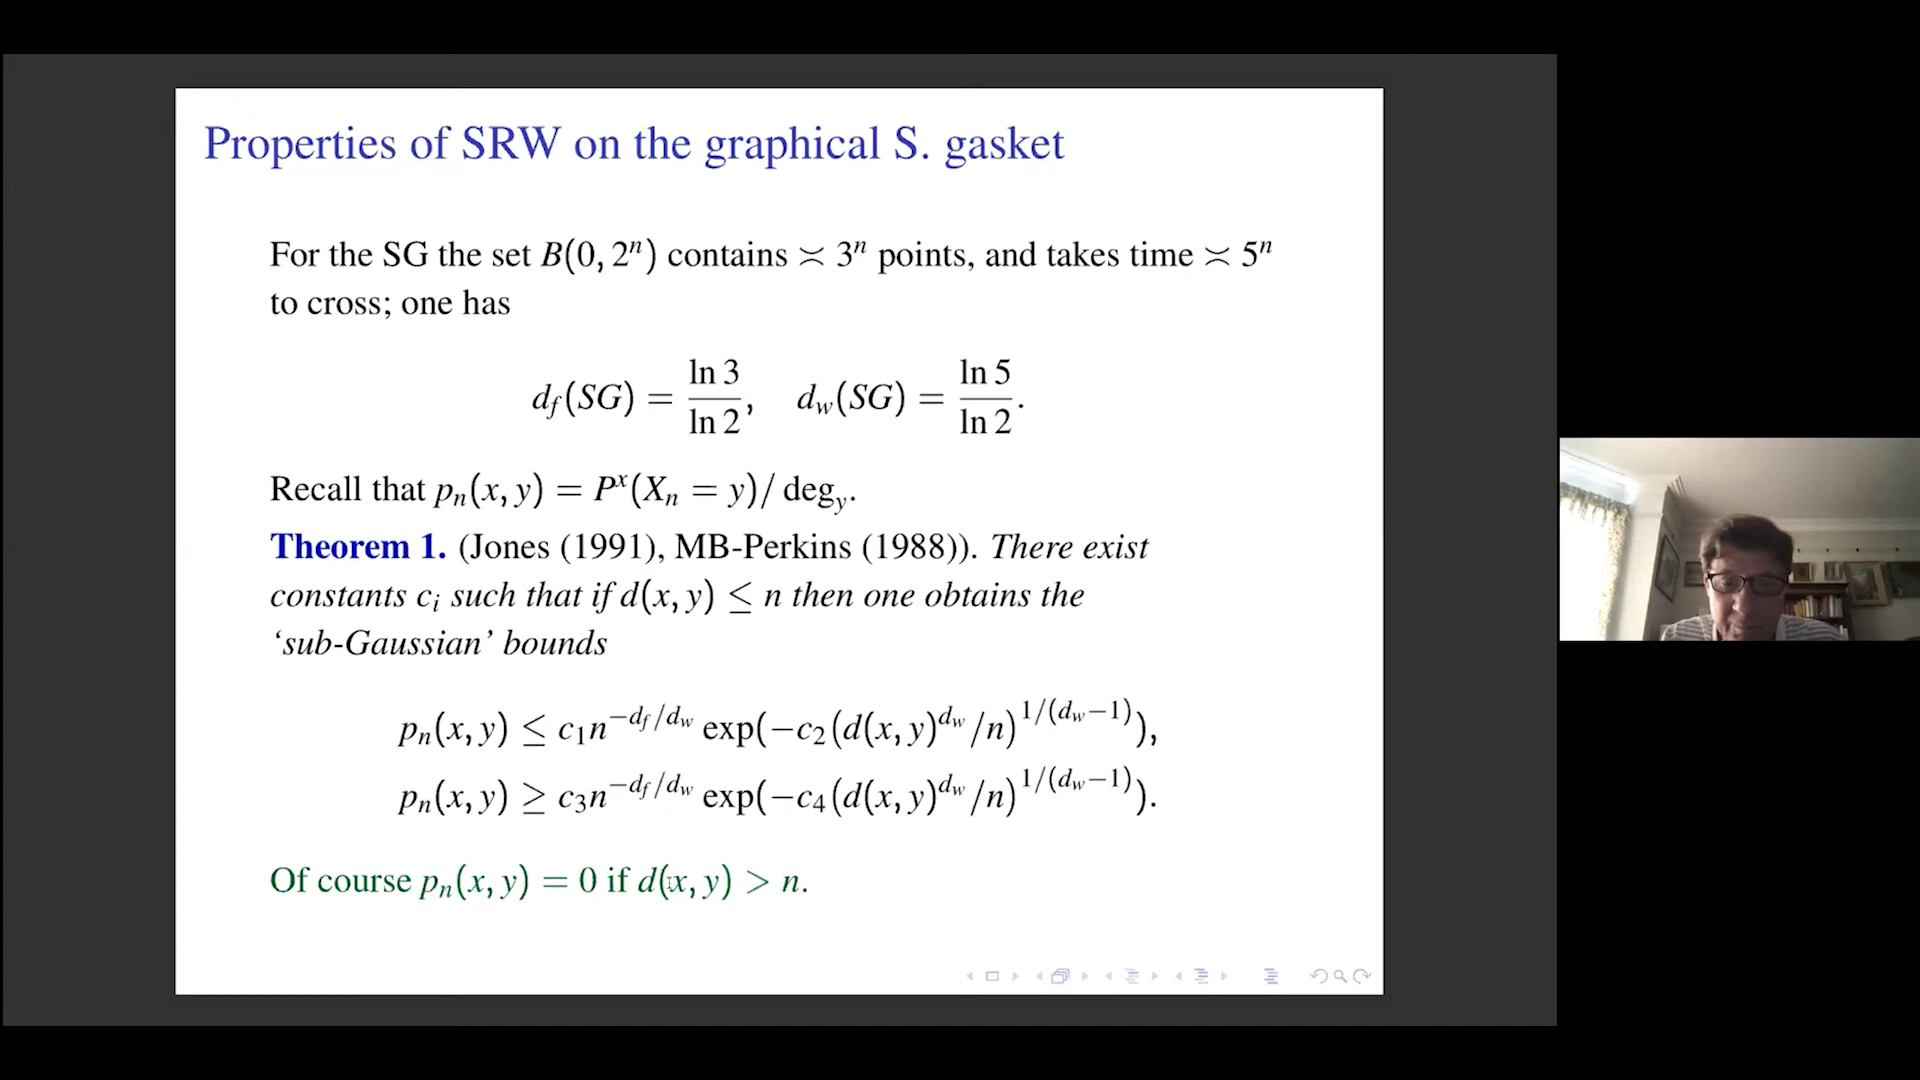 Properties of SRW on the graphical S. gasket
For the SG the set B(0, 2ⁿ) contains ≍ 3ⁿ points, and takes time ≍ 5ⁿ
to cross; one has
d_f(SG) = ln 3 / ln 2, d_w(SG) = ln 5 / ln 2.
Recall that p_n(x, y) = P^x(X_n = y)/ deg_y.
Theorem 1. (Jones (1991), MB-Perkins (1988)). There exist
constants c_i such that if d(x, y) ≤ n then one obtains the
‘sub-Gaussian’ bounds
p_n(x, y) ≤ c_1 n^{-d_f/d_w} exp(−c_2(d(x, y)^{d_w}/n)^{1/(d_w−1)}),
p_n(x, y) ≥ c_3 n^{-d_f/d_w} exp(−c_4(d(x, y)^{d_w}/n)^{1/(d_w−1)}).
Of course p_n(x, y) = 0 if d(x, y) > n.